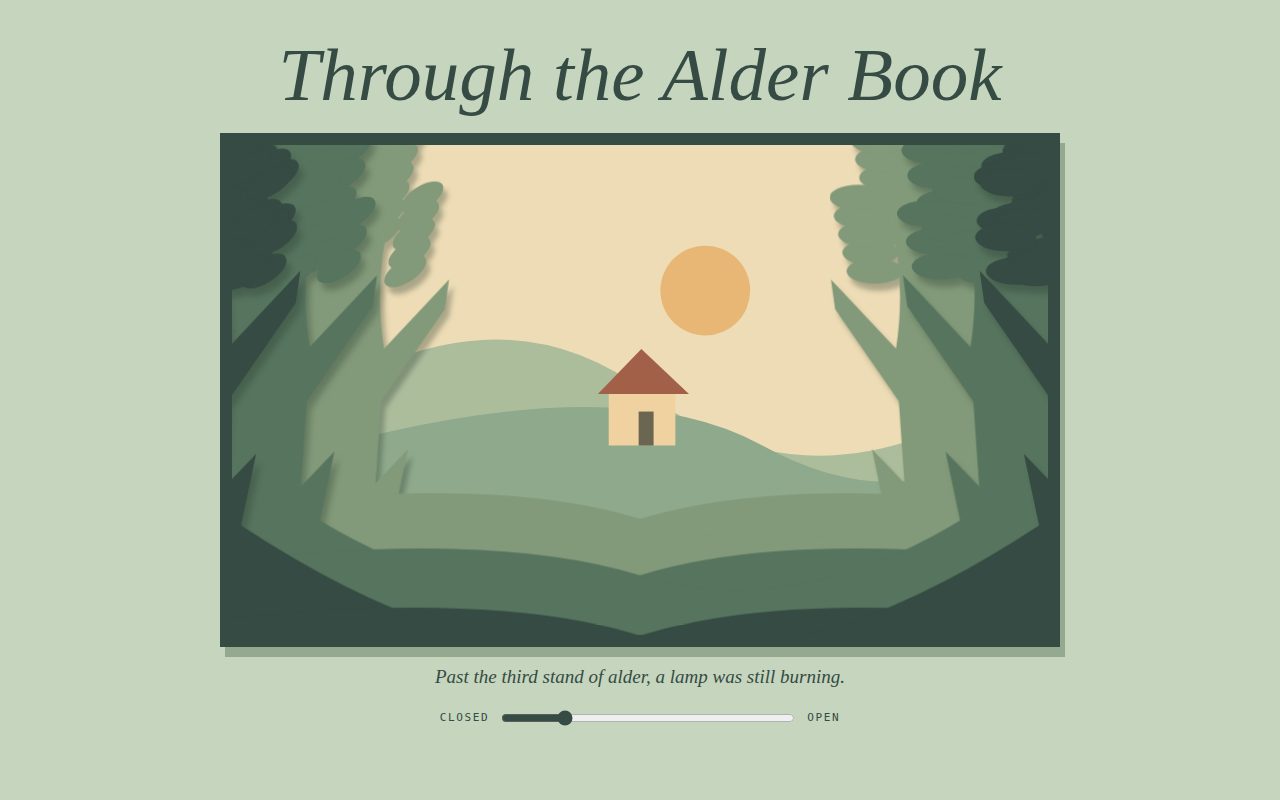 Through the Alder Book
Past the third stand of alder, a lamp was still burning.
CLOSED OPEN